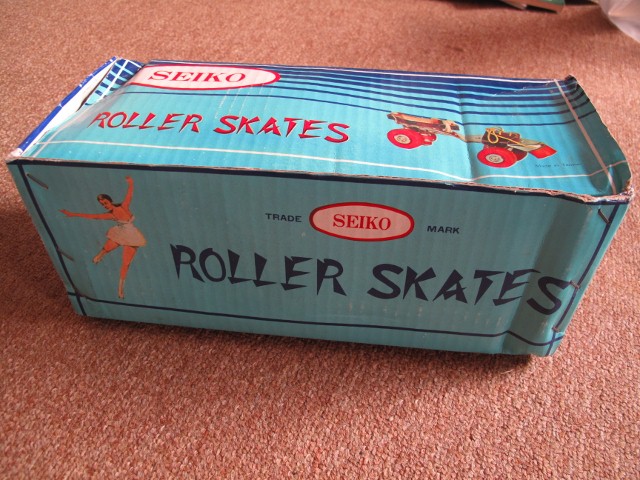 SEIKO
ROLLER SKATES
TRADE SEIKO MARK
ROLLER SKATES